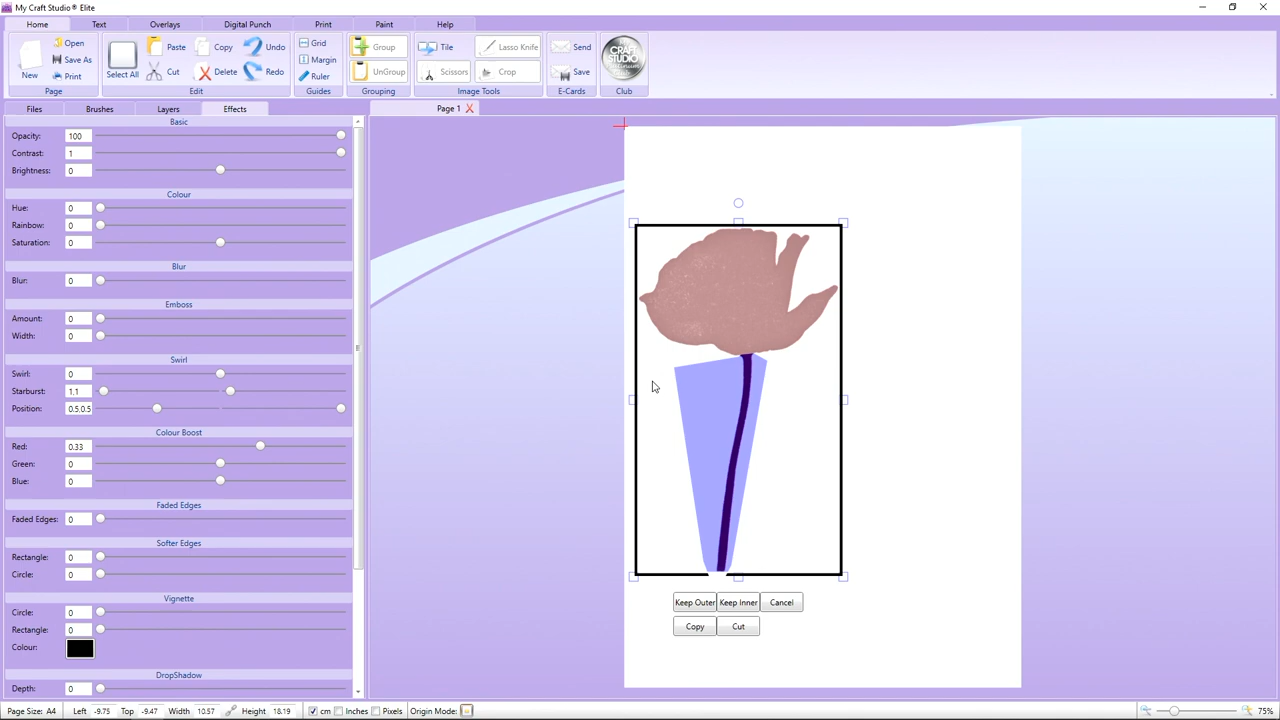 My Craft Studio® Elite
Home Text Overlays Digital Punch Print Paint Help
New Open Save As Print Page
Select All Paste Copy Undo Cut Delete Redo Edit
Grid Margin Ruler Guides
Group UnGroup Grouping
Tile Lasso Knife Scissors Crop Image Tools
Send Save E-Cards
CRAFT STUDIO Club
Files Brushes Layers Effects
Page 1
Basic
Opacity: 100
Contrast: 1
Brightness: 0
Colour
Hue: 0
Rainbow: 0
Saturation: 0
Blur
Blur: 0
Emboss
Amount: 0
Width: 0
Swirl
Swirl: 0
Starburst: 1,1
Position: 0.5,0.5
Colour Boost
Red: 0.33
Green: 0
Blue: 0
Faded Edges
Faded Edges: 0
Softer Edges
Rectangle: 0
Circle: 0
Vignette
Circle: 0
Rectangle: 0
Colour:
DropShadow
Depth: 0
Keep Outer Keep Inner Cancel
Copy Cut
Page Size: A4 Left -9.75 Top -9.47 Width 10.57 Height 18.19 cm Inches Pixels Origin Mode: 75%